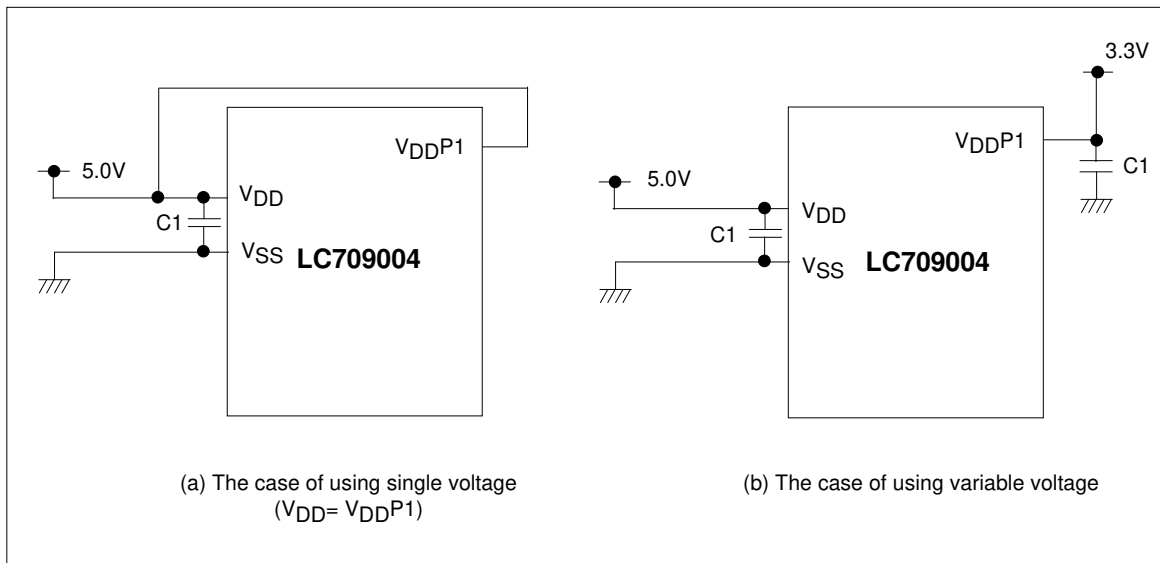 VDDP1
5.0V
VDD
C1
VSS
LC709004
(a) The case of using single voltage
(VDD= VDDP1)
3.3V
VDDP1
C1
5.0V
VDD
C1
VSS
LC709004
(b) The case of using variable voltage